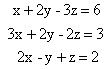 x + 2y - 3z = 6
3x + 2y - 2z = 3
2x - y + z = 2